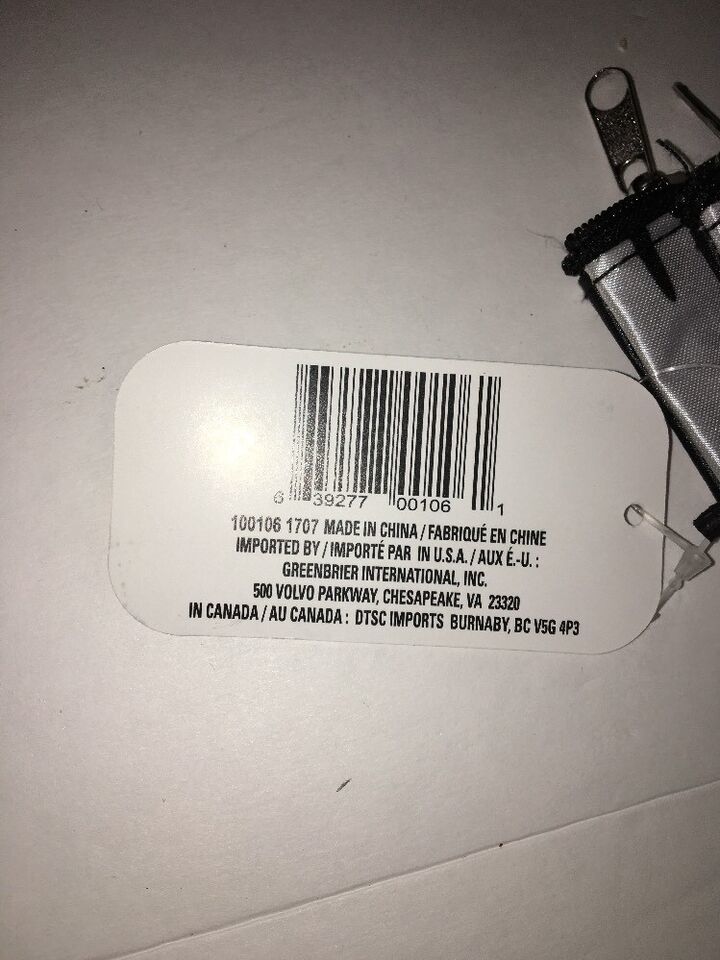 6 39277 00106 1
100106 1707 MADE IN CHINA / FABRIQUÉ EN CHINE
IMPORTED BY / IMPORTÉ PAR IN U.S.A. / AUX É.-U. :
GREENBRIER INTERNATIONAL, INC.
500 VOLVO PARKWAY, CHESAPEAKE, VA 23320
IN CANADA / AU CANADA : DTSC IMPORTS BURNABY, BC V5G 4P3